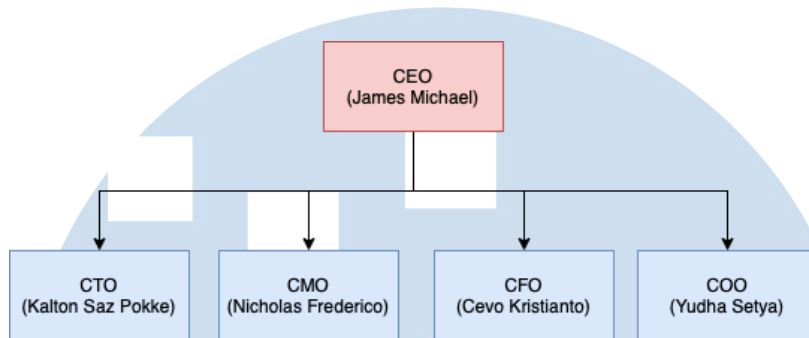 CEO
(James Michael)
CTO
(Kalton Saz Pokke)
CMO
(Nicholas Frederico)
CFO
(Cevo Kristianto)
COO
(Yudha Setya)